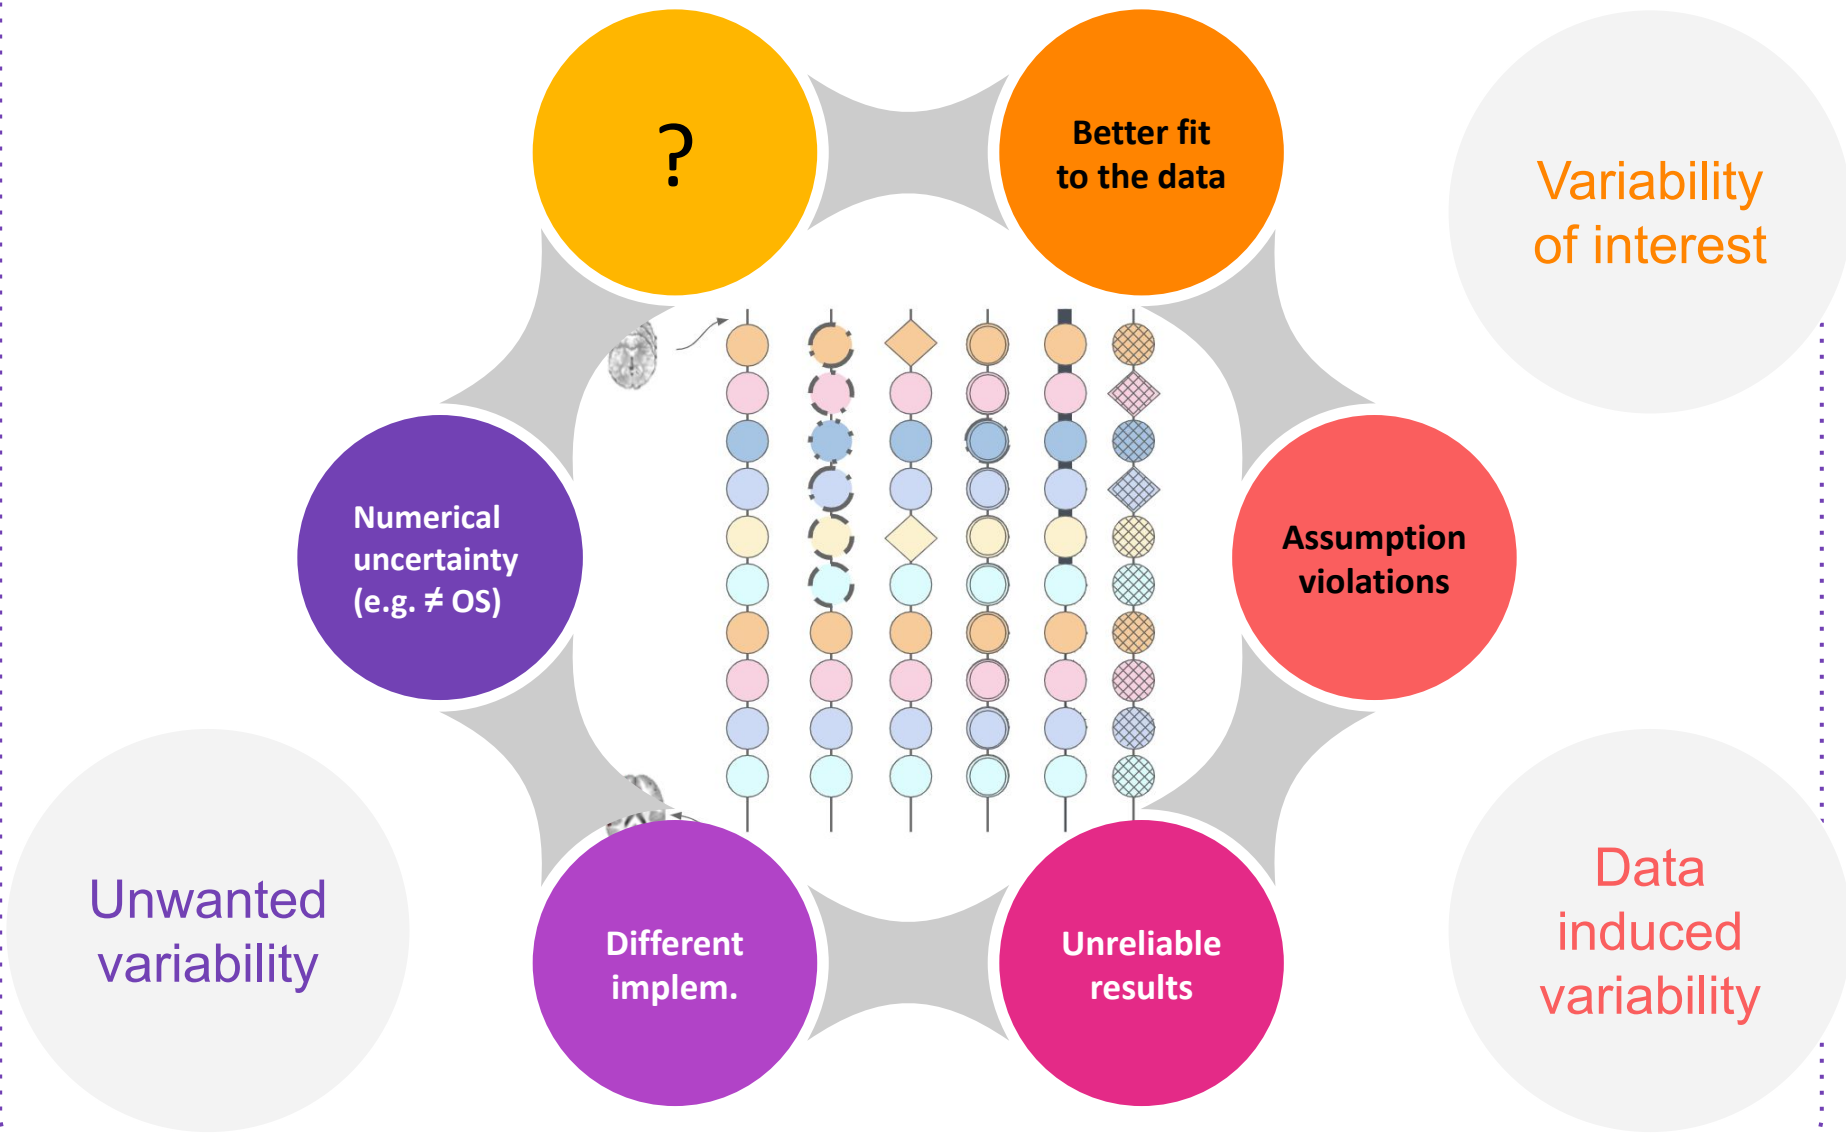 ?
Better fit
to the data
Variability
of interest
Numerical
uncertainty
(e.g. ≠ OS)
Assumption
violations
Unwanted
variability
Different
implem.
Unreliable
results
Data
induced
variability